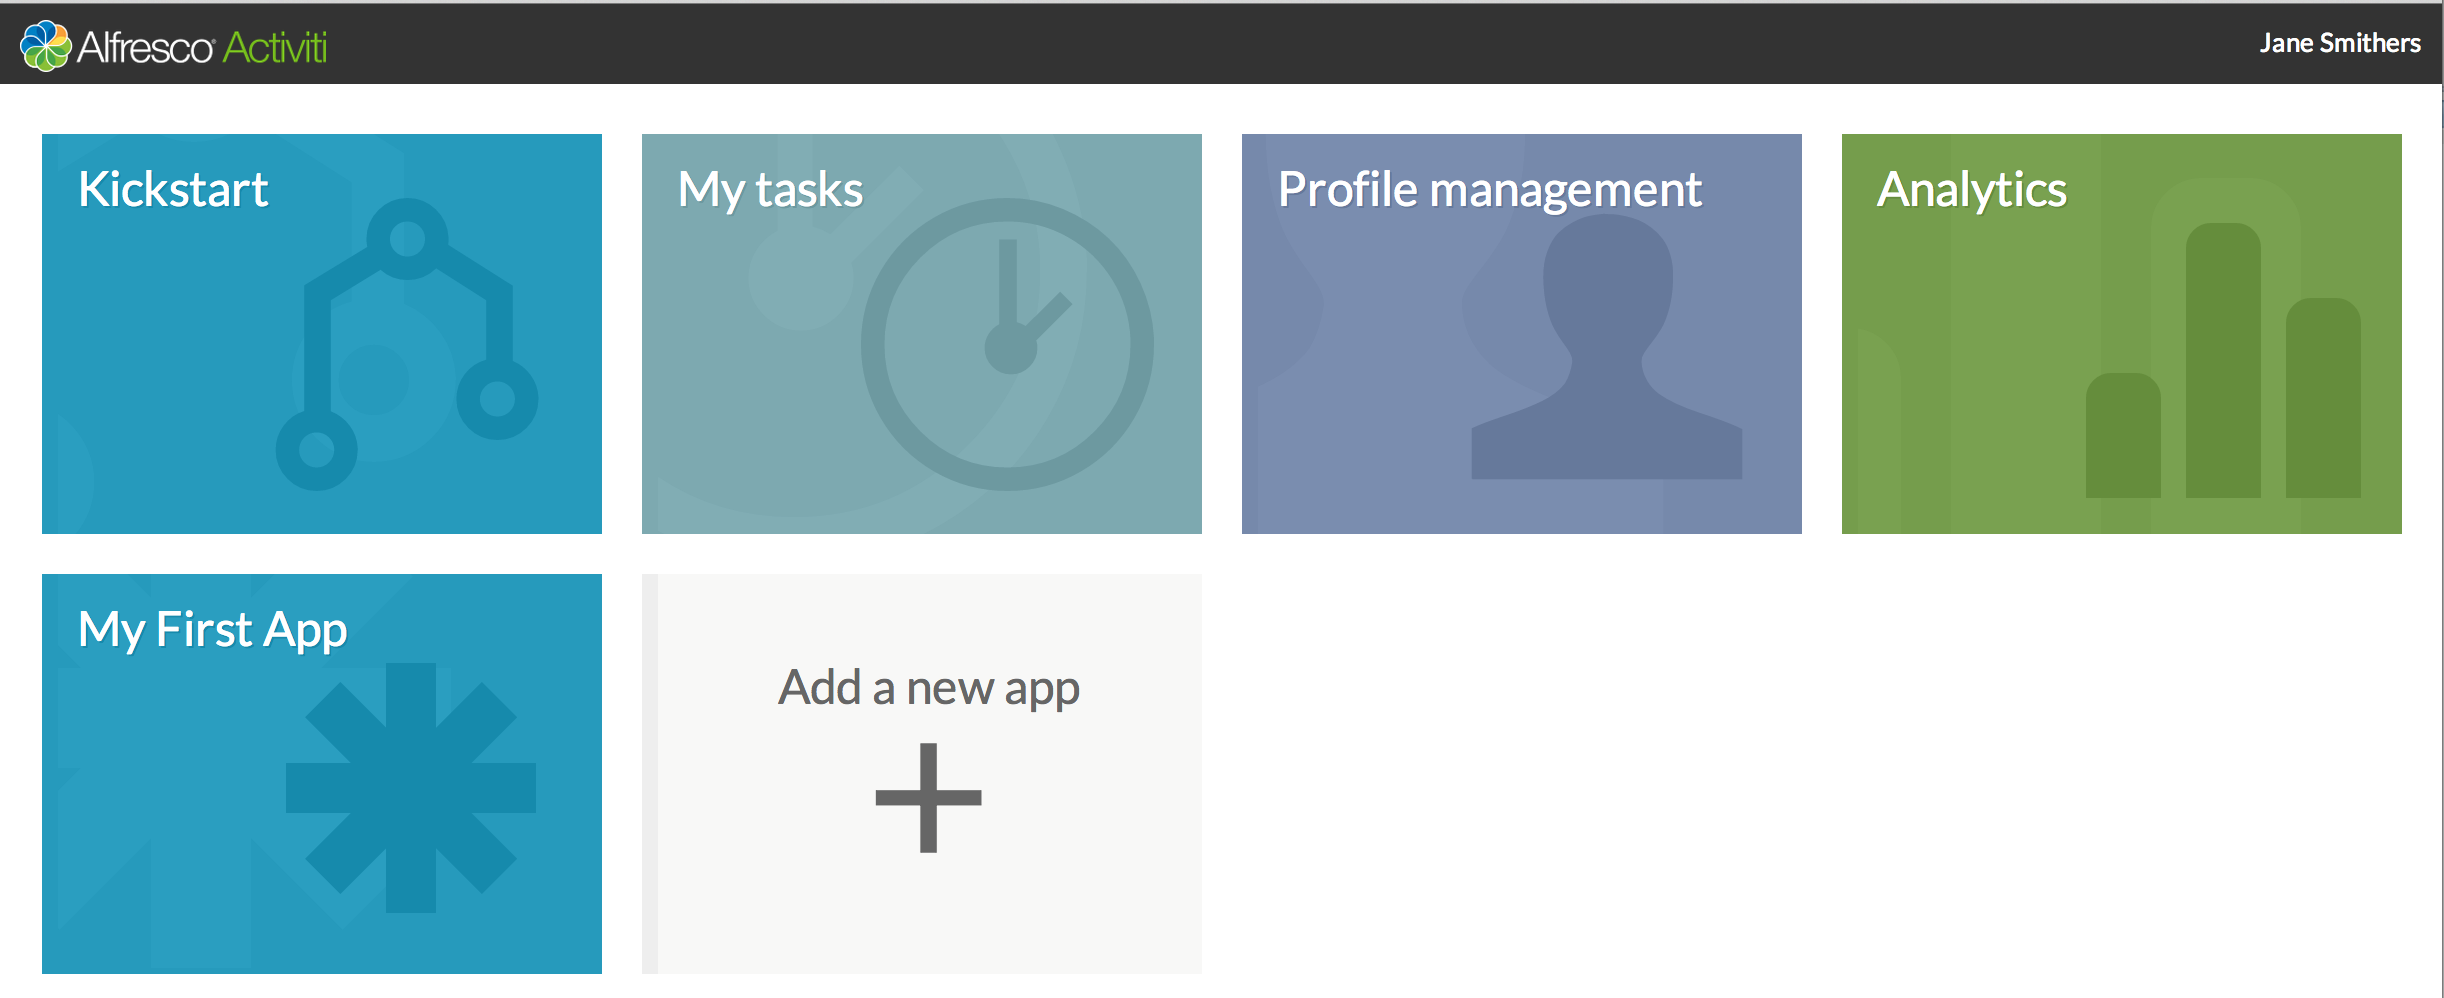 Alfresco Activiti
Jane Smithers
Kickstart
My tasks
Profile management
Analytics
My First App
Add a new app